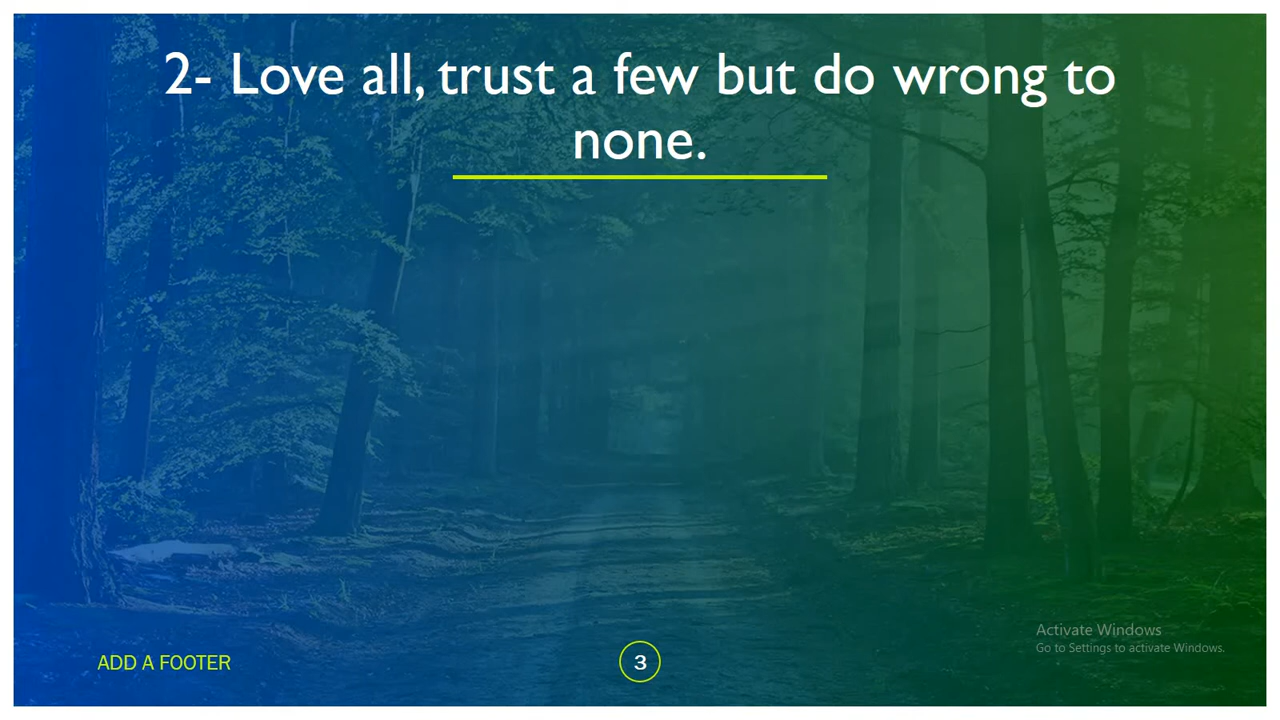 2- Love all, trust a few but do wrong to
none.
Activate Windows
Go to Settings to activate Windows.
ADD A FOOTER
3